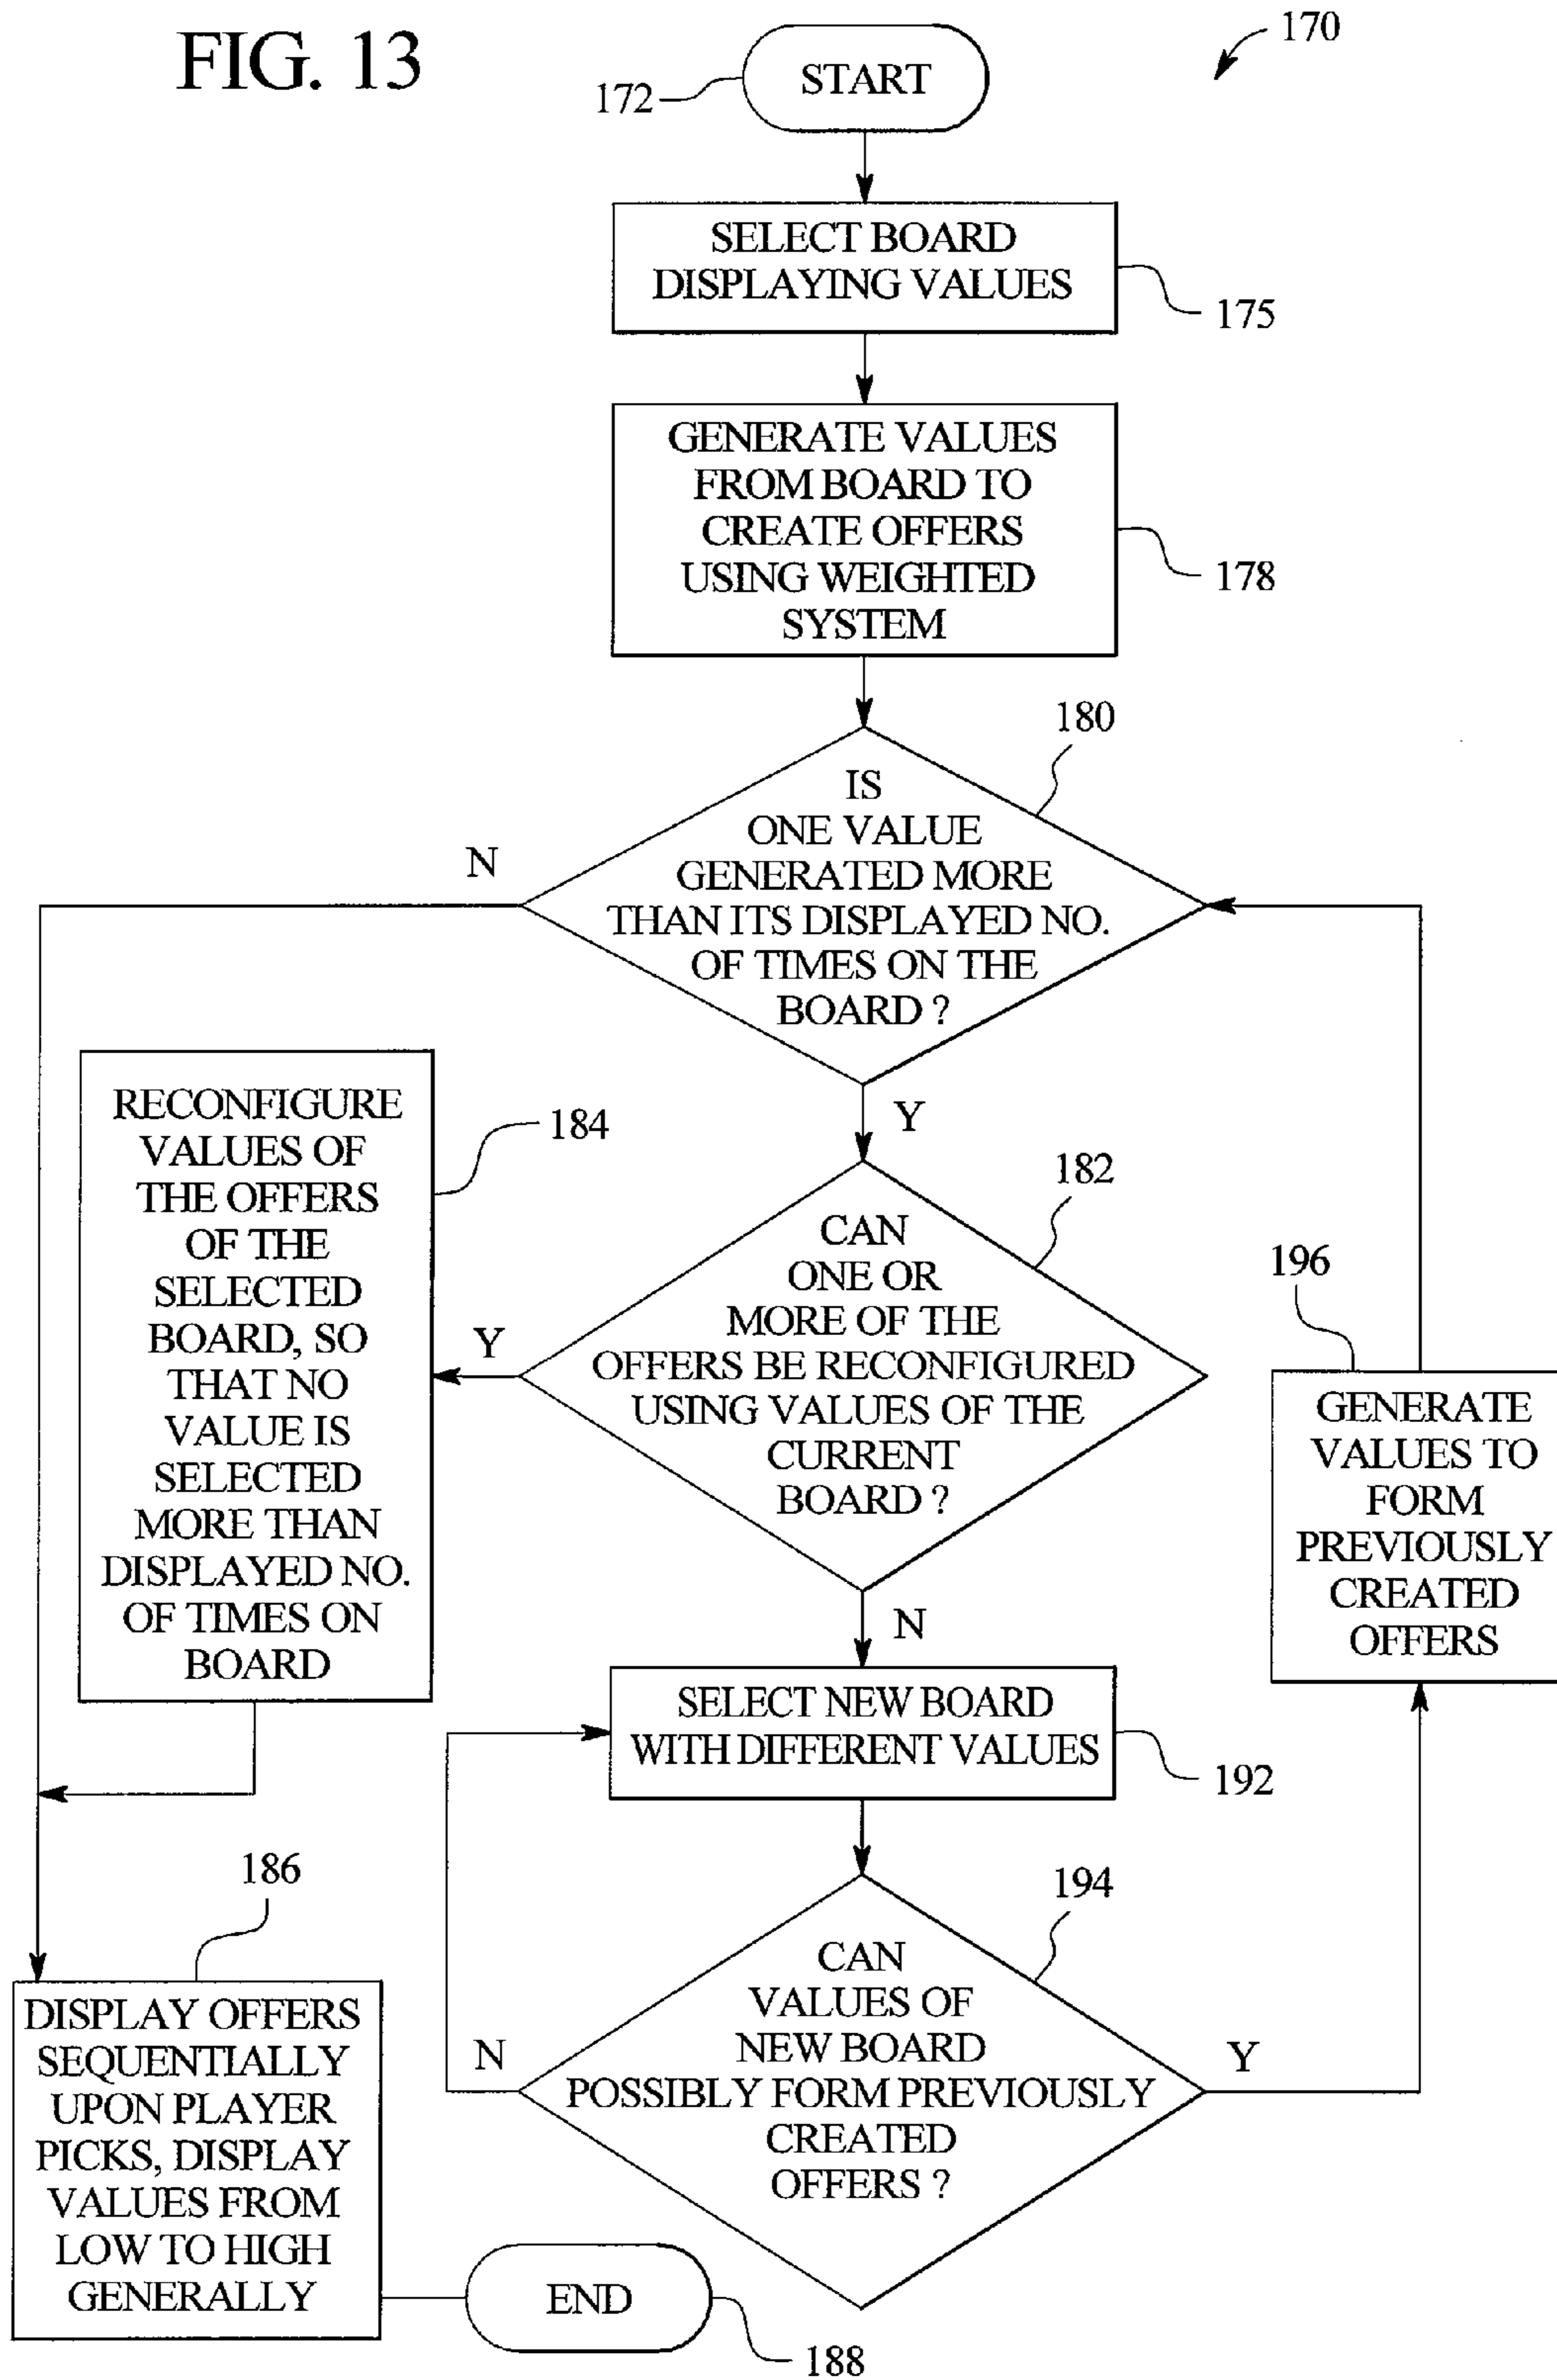 FIG. 13
170
START
172
SELECT BOARD
DISPLAYING VALUES
175
GENERATE VALUES
FROM BOARD TO
CREATE OFFERS
USING WEIGHTED
SYSTEM
178
180
IS
ONE VALUE
GENERATED MORE
THAN ITS DISPLAYED NO.
OF TIMES ON THE
BOARD ?
N
Y
RECONFIGURE
VALUES OF
THE OFFERS
OF THE
SELECTED
BOARD, SO
THAT NO
VALUE IS
SELECTED
MORE THAN
DISPLAYED NO.
OF TIMES ON
BOARD
184
182
CAN
ONE OR
MORE OF THE
OFFERS BE RECONFIGURED
USING VALUES OF THE
CURRENT
BOARD ?
Y
N
196
GENERATE
VALUES TO
FORM
PREVIOUSLY
CREATED
OFFERS
SELECT NEW BOARD
WITH DIFFERENT VALUES
192
194
CAN
VALUES OF
NEW BOARD
POSSIBLY FORM PREVIOUSLY
CREATED
OFFERS ?
N
Y
186
DISPLAY OFFERS
SEQUENTIALLY
UPON PLAYER
PICKS, DISPLAY
VALUES FROM
LOW TO HIGH
GENERALLY
END
188